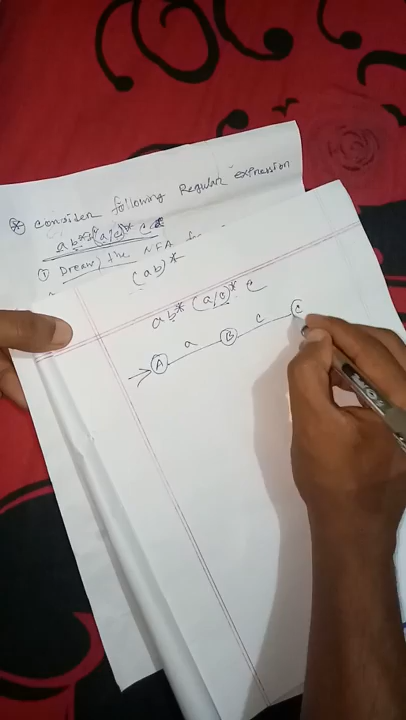 * Consider following Regular expression
ab*(a/c)* c
① Draw the NFA
(ab)*
ab* (a/c)* c
A a B c C